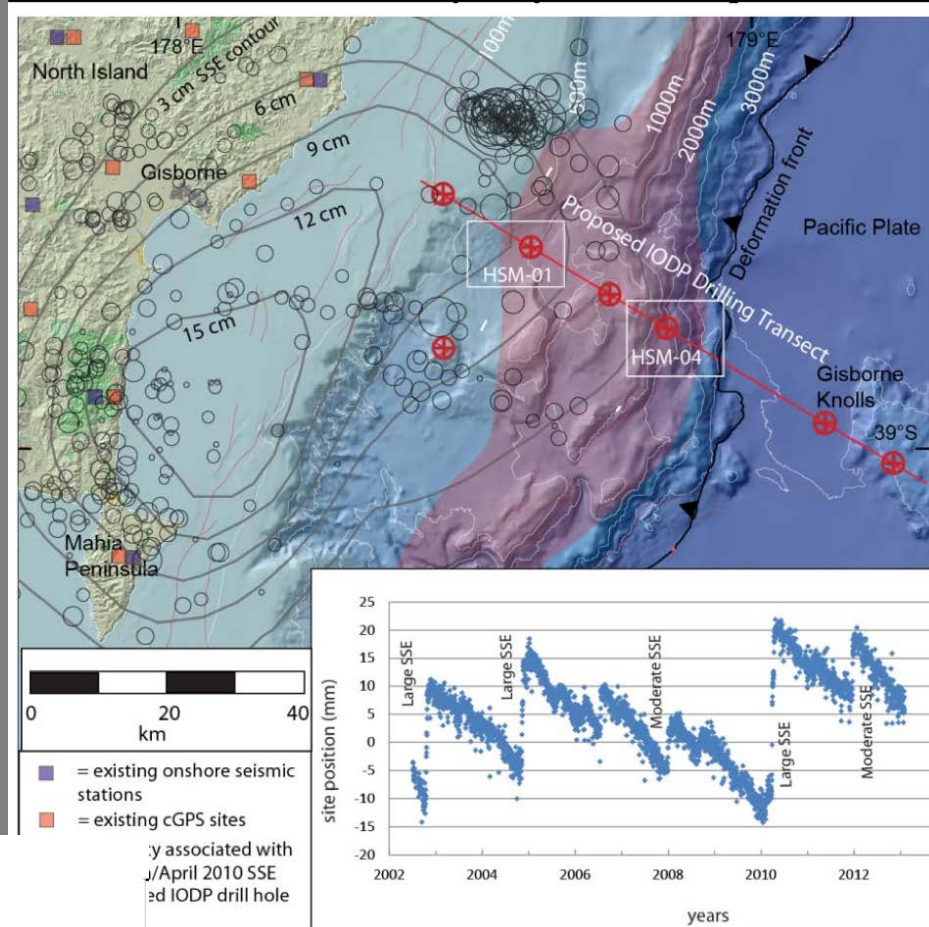 178°E
179°E
North Island
3 cm SSE contour
100m
6 cm
1000m
2000m
3000m
9 cm
Gisborne
Deformation front
12 cm
Proposed IODP Drilling Transect
Pacific Plate
HSM-01
15 cm
HSM-04
Gisborne
Knolls
39°S
Mahia
Peninsula
0 20 40
km
= existing onshore seismic
stations
= existing cGPS sites
associated with
/April 2010 SSE
ed IODP drill hole
25
20
15
10
5
0
-5
-10
-15
-20
site position (mm)
Large SSE
Large SSE
Moderate SSE
Large SSE
Moderate SSE
2002 2004 2006 2008 2010 2012
years